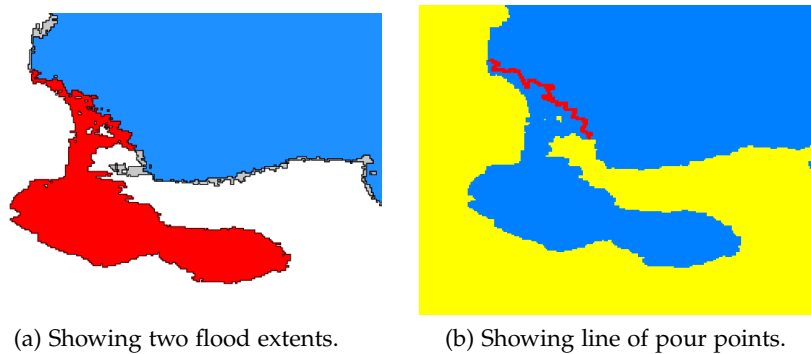 (a) Showing two flood extents.
(b) Showing line of pour points.